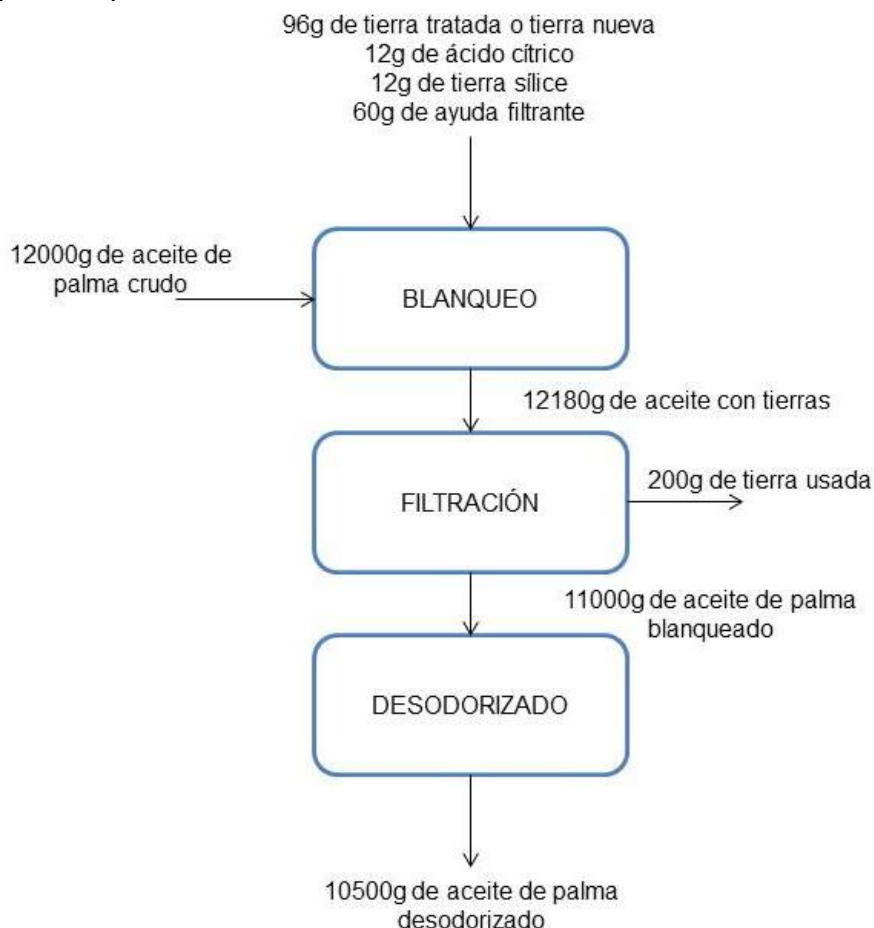 96g de tierra tratada o tierra nueva
12g de ácido cítrico
12g de tierra sílice
60g de ayuda filtrante
12000g de aceite de
palma crudo
BLANQUEO
12180g de aceite con tierras
FILTRACIÓN
200g de tierra usada
11000g de aceite de palma
blanqueado
DESODORIZADO
10500g de aceite de palma
desodorizado